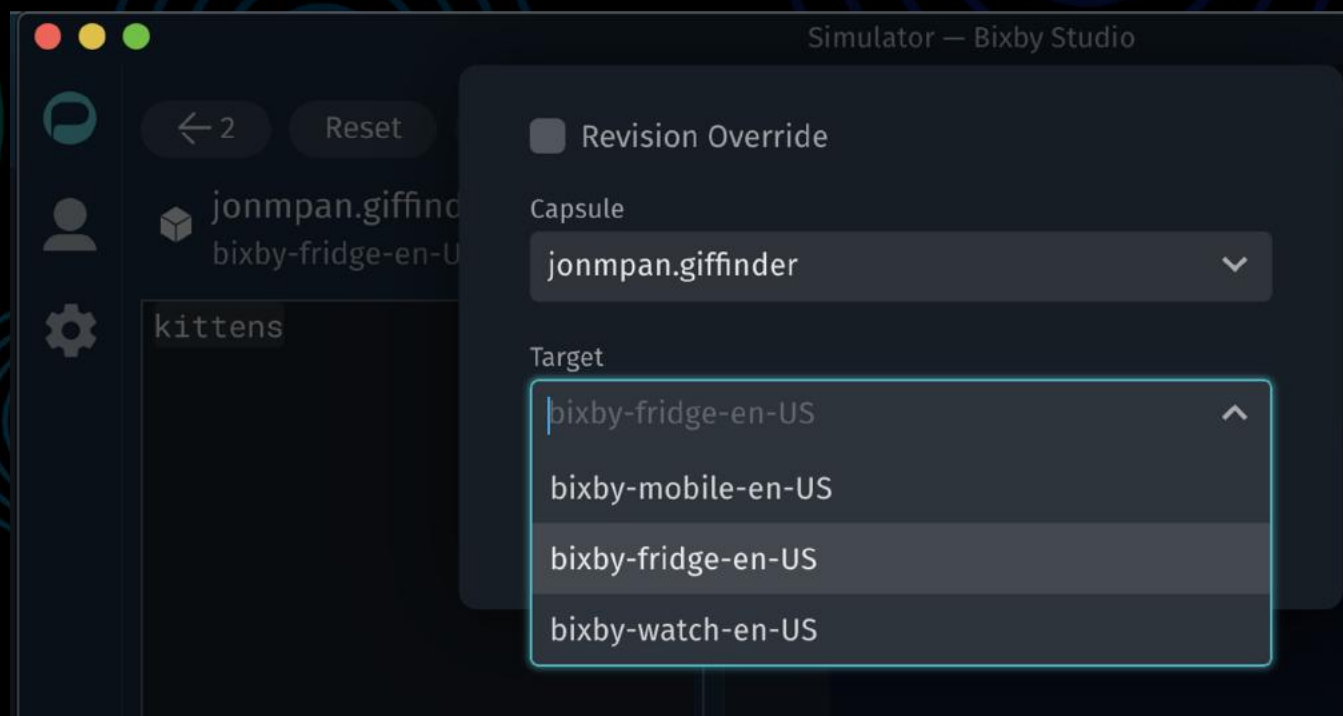 Simulator — Bixby Studio
← 2
Reset
jonmpan.giffind
bixby-fridge-en-U
kittens
Revision Override
Capsule
jonmpan.giffinder
Target
bixby-fridge-en-US
bixby-mobile-en-US
bixby-fridge-en-US
bixby-watch-en-US